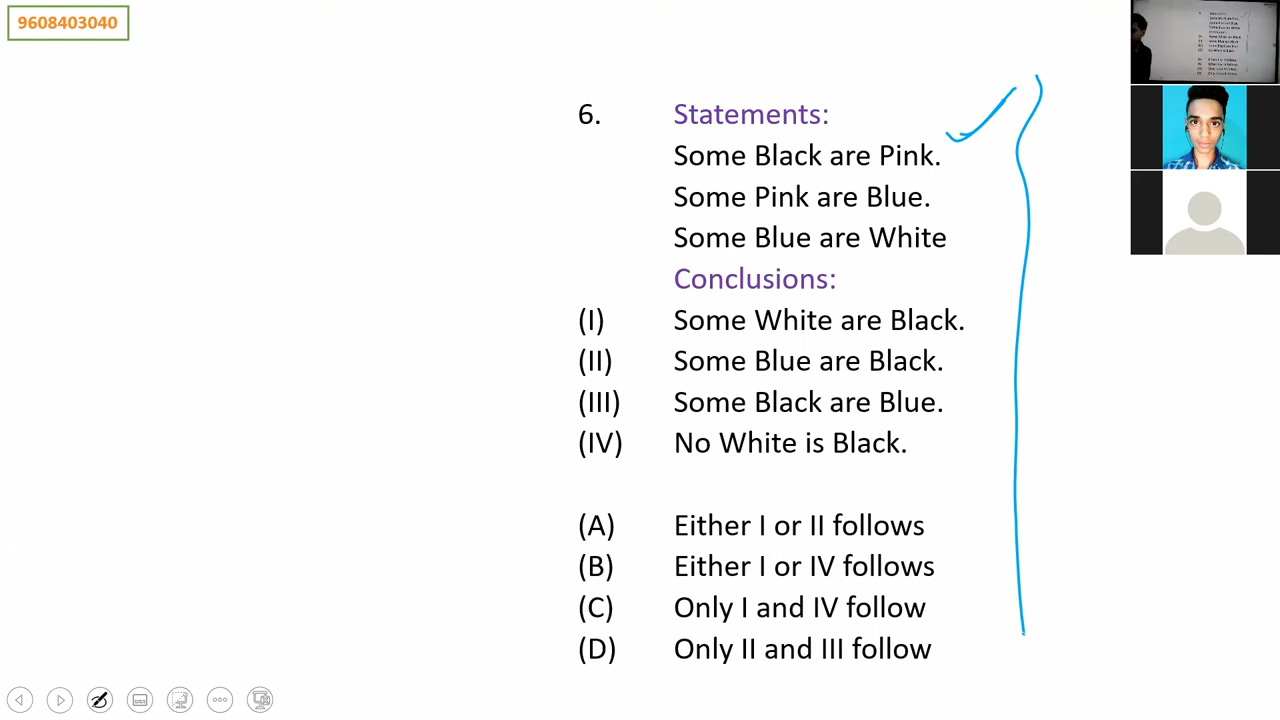 9608403040
6. Statements:
Some Black are Pink.
Some Pink are Blue.
Some Blue are White
Conclusions:
(I) Some White are Black.
(II) Some Blue are Black.
(III) Some Black are Blue.
(IV) No White is Black.
(A) Either I or II follows
(B) Either I or IV follows
(C) Only I and IV follow
(D) Only II and III follow